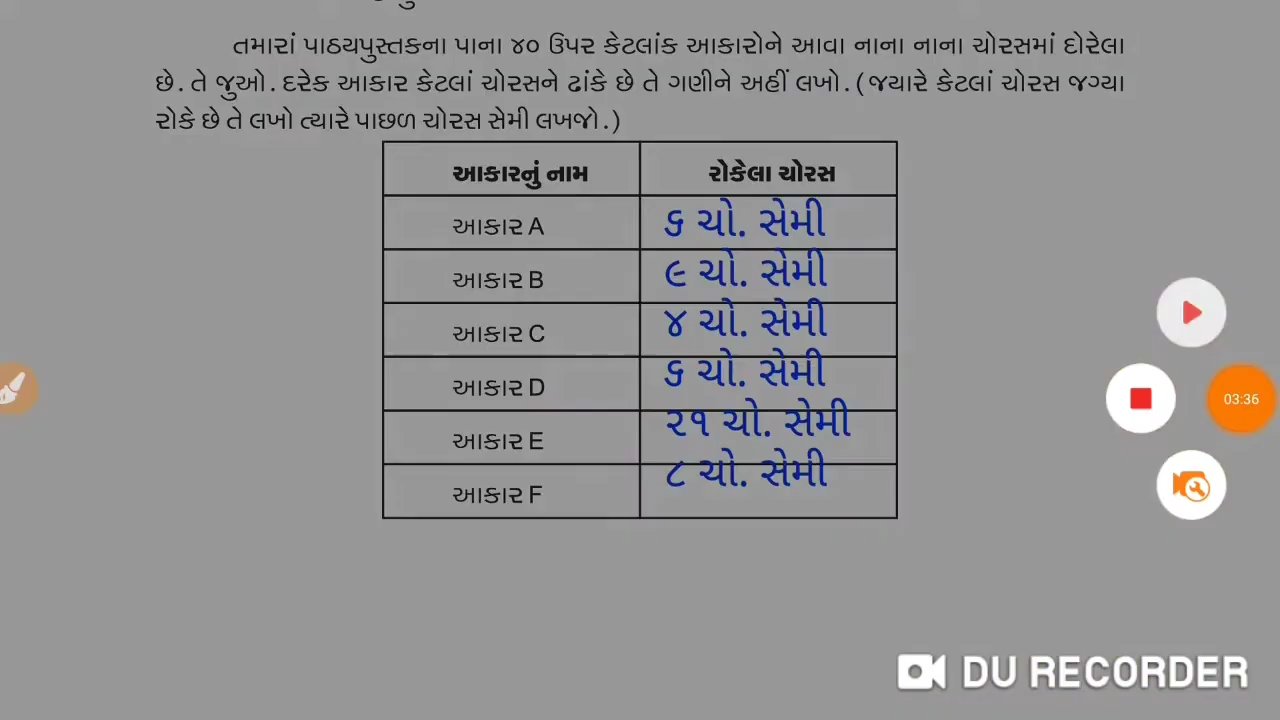 તમારાં પાઠ્યપુસ્તકના પાના ૪૦ ઉપર કેટલાંક આકારોને આવા નાના નાના ચોરસમાં દોરેલા
છે. તે જુઓ. દરેક આકાર કેટલાં ચોરસને ઢાંકે છે તે ગણીને અહીં લખો. (જયારે કેટલાં ચોરસ જગ્યા
રોકે છે તે લખો ત્યારે પાછળ ચોરસ સેમી લખજો.)
આકારનું નામ રોકેલા ચોરસ
આકાર A ૬ ચો. સેમી
આકાર B ૯ ચો. સેમી
આકાર C ૪ ચો. સેમી
આકાર D ૬ ચો. સેમી
આકાર E ૨૧ ચો. સેમી
આકાર F ૮ ચો. સેમી
03:36
DU RECORDER